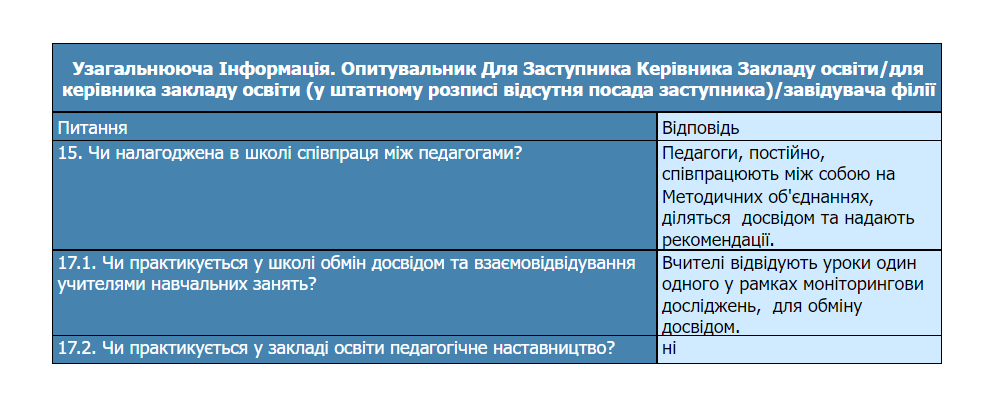 Узагальнююча Інформація. Опитувальник Для Заступника Керівника Закладу освіти/для
керівника закладу освіти (у штатному розписі відсутня посада заступника)/завідувача філії
Питання
Відповідь
15. Чи налагоджена в школі співпраця між педагогами?
Педагоги, постійно,
співпрацюють між собою на
Методичних об'єднаннях,
діляться  досвідом та надають
рекомендації.
17.1. Чи практикується у школі обмін досвідом та взаємовідвідування
учителями навчальних занять?
Вчителі відвідують уроки один
одного у рамках моніторингови
досліджень,  для обміну
досвідом.
17.2. Чи практикується у закладі освіти педагогічне наставництво?
ні